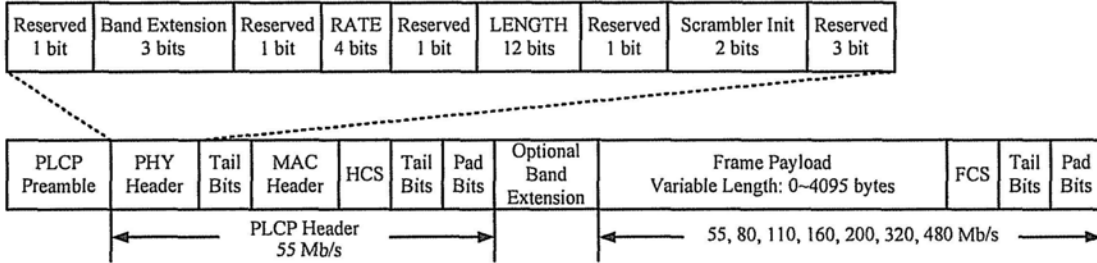 Reserved Band Extension Reserved RATE Reserved LENGTH Reserved Scrambler Init Reserved
1 bit 3 bits 1 bit 4 bits 1 bit 12 bits 1 bit 2 bits 3 bit
Optional
PLCP PHY Tail MAC HCS Tail Pad Band Frame Payload FCS Tail Pad
Preamble Header Bits Header Bits Bits Extension Variable Length: 0~4095 bytes Bits Bits
PLCP Header
55 Mb/s
55, 80, 110, 160, 200, 320, 480 Mb/s